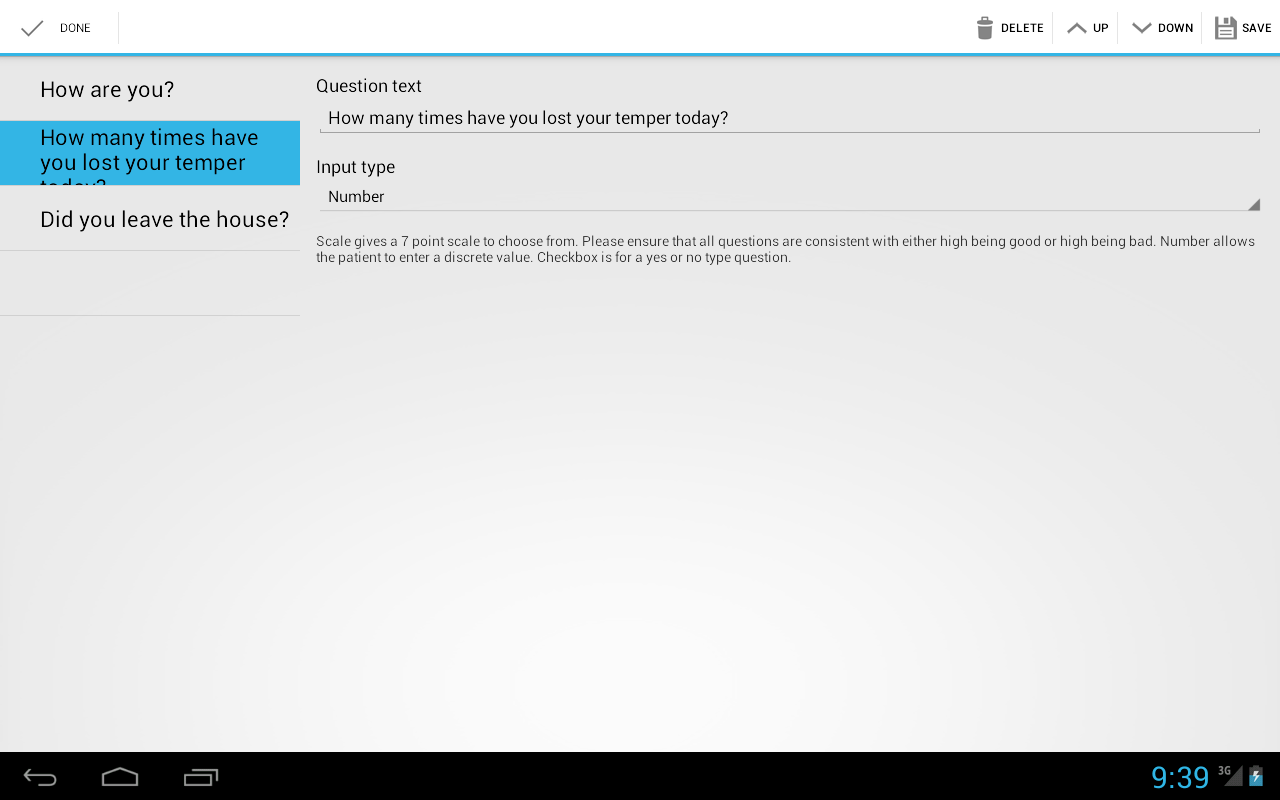 DONE
DELETE
UP
DOWN
SAVE
How are you?
How many times have
you lost your temper
today?
Did you leave the house?
Question text
How many times have you lost your temper today?
Input type
Number
Scale gives a 7 point scale to choose from. Please ensure that all questions are consistent with either high being good or high being bad. Number allows
the patient to enter a discrete value. Checkbox is for a yes or no type question.
9:39
3G